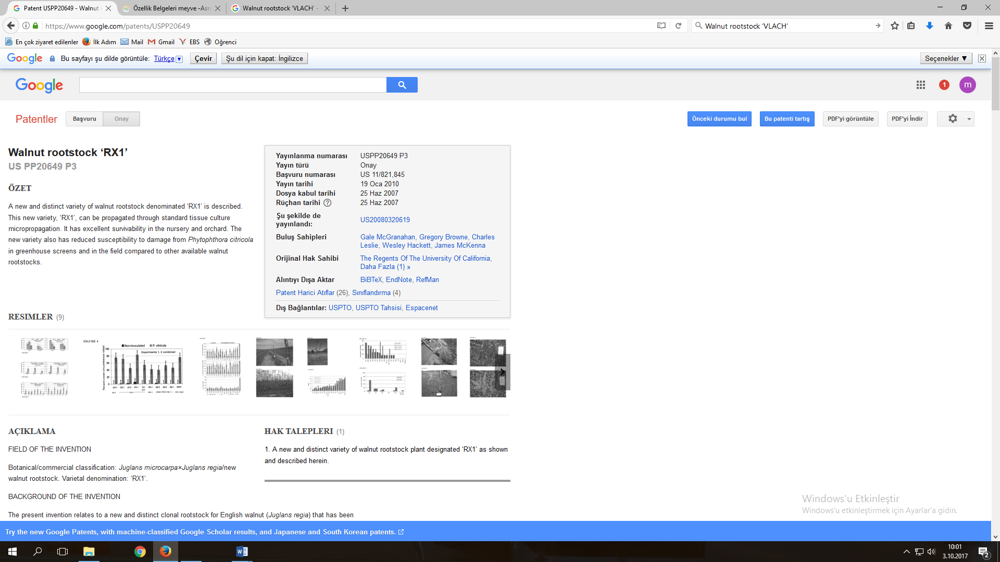 Patent USPP20649 - Walnut
Özellik Belgeleri meyve -Asm
Walnut rootstock ‘VLACH’ -
https://www.google.com/patents/USPP20649
Walnut rootstock ‘VLACH’
En çok ziyaret edilenler
İlk Adım
Mail
Gmail
EBS
Öğrenci
Google
Bu sayfayı şu dilde görüntüle:
Türkçe
Çevir
Şu dil için kapat: İngilizce
Seçenekler ▼
Google
1
m
Patentler
Başvuru
Onay
Önceki durumu bul
Bu patenti tartış
PDF'yi görüntüle
PDF'yi İndir
Walnut rootstock ‘RX1’
US PP20649 P3
ÖZET
A new and distinct variety of walnut rootstock denominated ‘RX1’ is described.
This new variety, ‘RX1’, can be propagated through standard tissue culture
micropropagation. It has excellent survivability in the nursery and orchard. The
new variety also has reduced susceptibility to damage from Phytophthora citricola
in greenhouse screens and in the field compared to other available walnut
rootstocks.
Yayınlanma numarası USPP20649 P3
Yayın türü Onay
Başvuru numarası US 11/821,845
Yayın tarihi 19 Oca 2010
Dosya kabul tarihi 25 Haz 2007
Rüçhan tarihi ? 25 Haz 2007
Şu şekilde de
yayınlandı: US20080320619
Buluş Sahipleri Gale McGranahan, Gregory Browne, Charles
Leslie, Wesley Hackett, James McKenna
Orijinal Hak Sahibi The Regents Of The University Of California,
Daha Fazla (1) »
Alıntıyı Dışa Aktar BiBTeX, EndNote, RefMan
Patent Harici Atıflar (26), Sınıflandırma (4)
Dış Bağlantılar: USPTO, USPTO Tahsisi, Espacenet
RESIMLER (9)
FIGURE 4
Non-inoculated P. citricola
Experiments 1, 2 combined
Percent crown circumference rotted
AÇIKLAMA
FIELD OF THE INVENTION
Botanical/commercial classification: Juglans microcarpa×Juglans regia/new
walnut rootstock. Varietal denomination: ‘RX1’.
BACKGROUND OF THE INVENTION
The present invention relates to a new and distinct clonal rootstock for English walnut (Juglans regia) that has been
HAK TALEPLERI (1)
1. A new and distinct variety of walnut rootstock plant designated ‘RX1’ as shown
and described herein.
Windows'u Etkinleştir
Windows'u etkinleştirmek için Ayarlar'a gidin.
Try the new Google Patents, with machine-classified Google Scholar results, and Japanese and South Korean patents.
10:01
3.10.2017
2